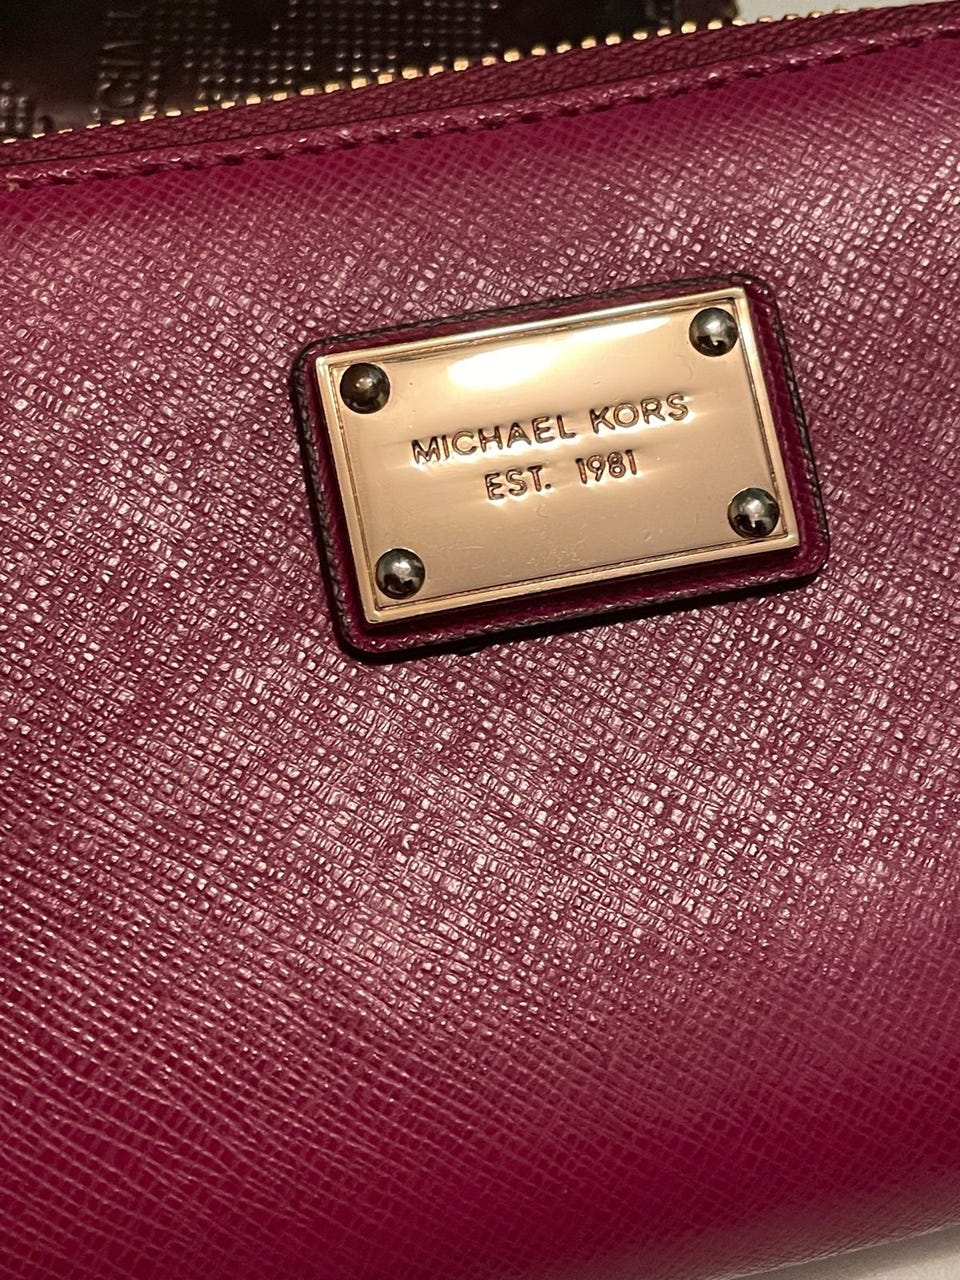 MICHAEL KORS
EST. 1981